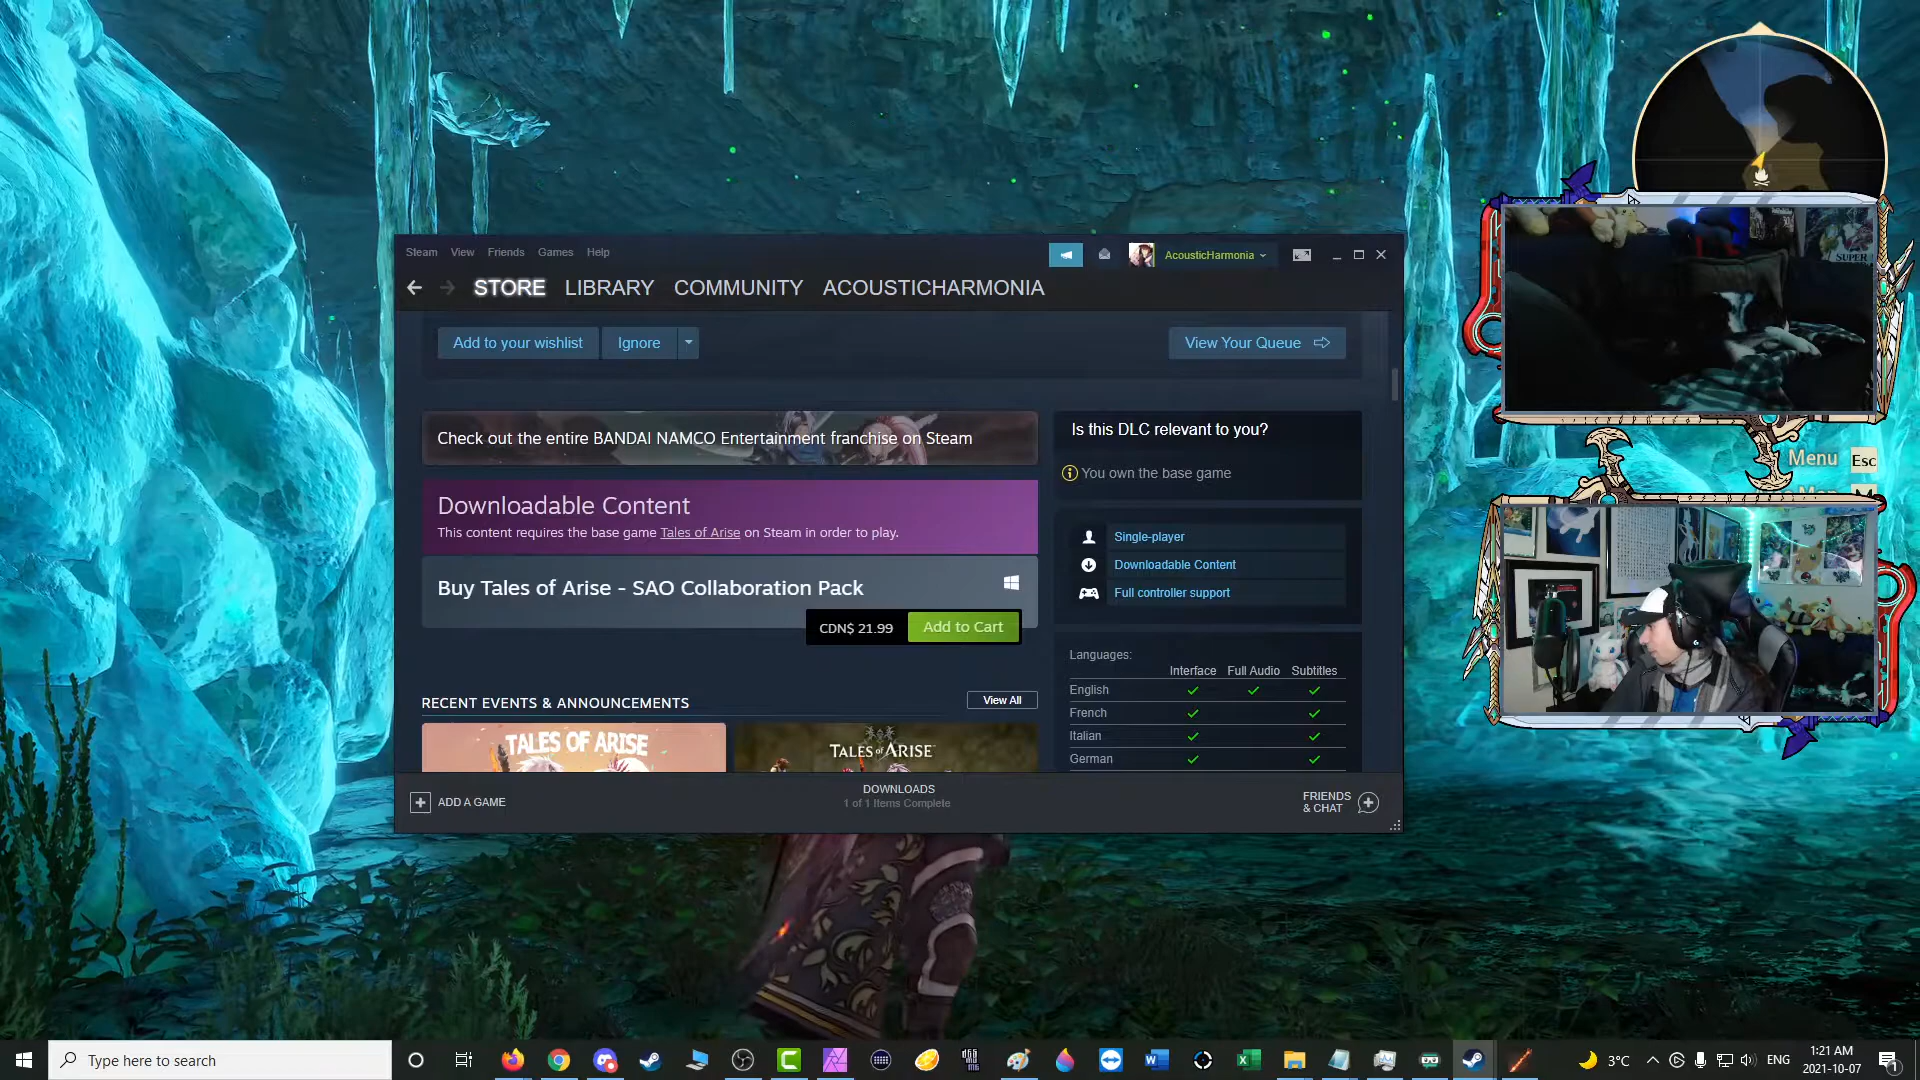 Steam View Friends Games Help
AcousticHarmonia
STORE LIBRARY COMMUNITY ACOUSTICHARMONIA
Add to your wishlist Ignore View Your Queue
Check out the entire BANDAI NAMCO Entertainment franchise on Steam
Downloadable Content
This content requires the base game Tales of Arise on Steam in order to play.
Buy Tales of Arise - SAO Collaboration Pack
CDN$ 21.99 Add to Cart
RECENT EVENTS & ANNOUNCEMENTS View All
TALES OF ARISE
TALES OF ARISE
Is this DLC relevant to you?
You own the base game
Single-player
Downloadable Content
Full controller support
Languages:
Interface Full Audio Subtitles
English
French
Italian
German
ADD A GAME
DOWNLOADS
1 of 1 Items Complete
FRIENDS
& CHAT
SUPER
Menu Esc
Type here to search
3°C
ENG
1:21 AM
2021-10-07
1